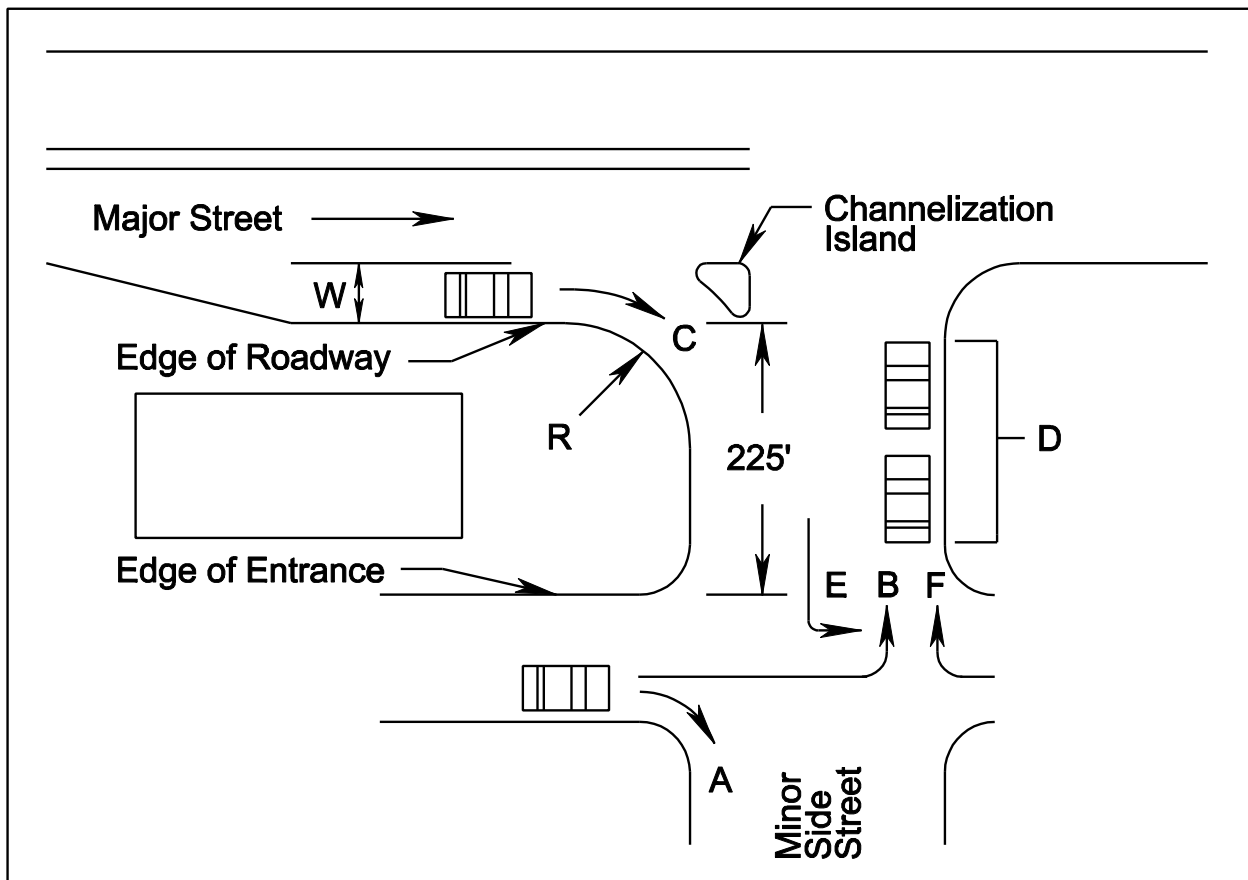 Major Street
Channelization
Island
W
C
Edge of Roadway
R
D
225'
Edge of Entrance
E B F
A
Minor
Side
Street